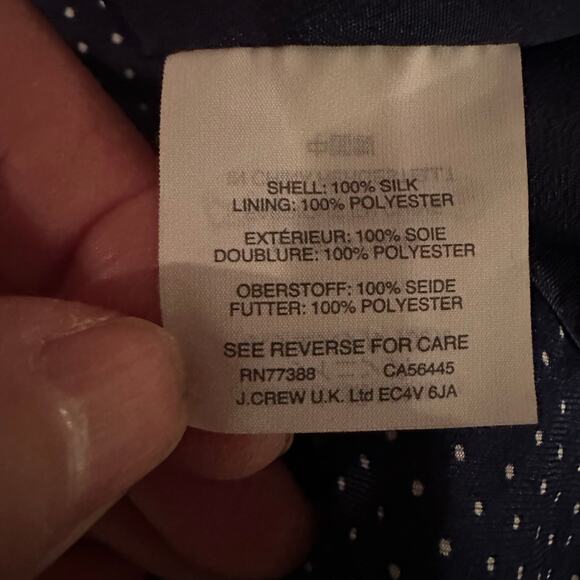 SHELL: 100% SILK
LINING: 100% POLYESTER
EXTÉRIEUR: 100% SOIE
DOUBLURE: 100% POLYESTER
OBERSTOFF: 100% SEIDE
FUTTER: 100% POLYESTER
SEE REVERSE FOR CARE
RN77388 CA56445
J.CREW U.K. Ltd EC4V 6JA